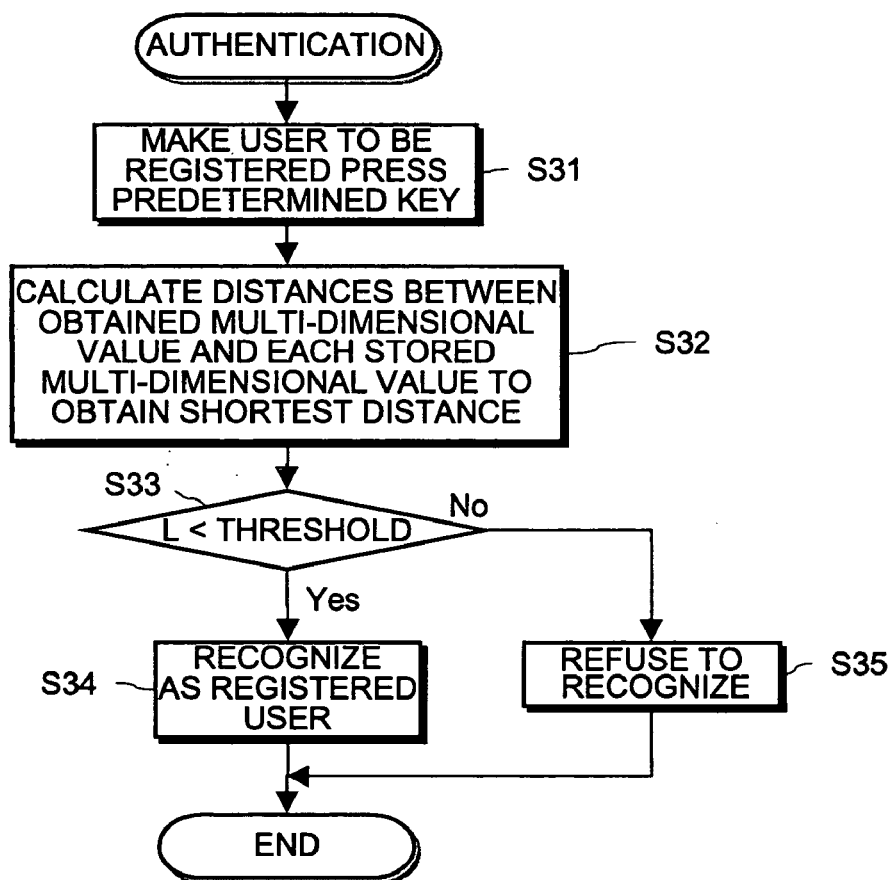 AUTHENTICATION
MAKE USER TO BE
REGISTERED PRESS
PREDETERMINED KEY
S31
CALCULATE DISTANCES BETWEEN
OBTAINED MULTI-DIMENSIONAL
VALUE AND EACH STORED
MULTI-DIMENSIONAL VALUE TO
OBTAIN SHORTEST DISTANCE
S32
S33
L < THRESHOLD
No
Yes
RECOGNIZE
AS REGISTERED
USER
S34
REFUSE TO
RECOGNIZE
S35
END